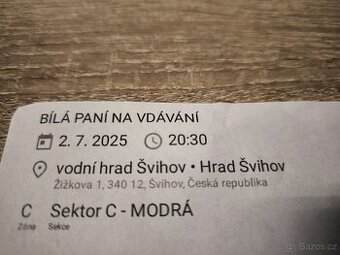 BÍLÁ PANÍ NA VDÁVÁNÍ
2. 7. 2025 20:30
vodní hrad Švihov • Hrad Švihov
Žižkova 1, 340 12, Švihov, Česká republika
C Sektor C - MODRÁ
Zóna Sekce
Bazos.cz